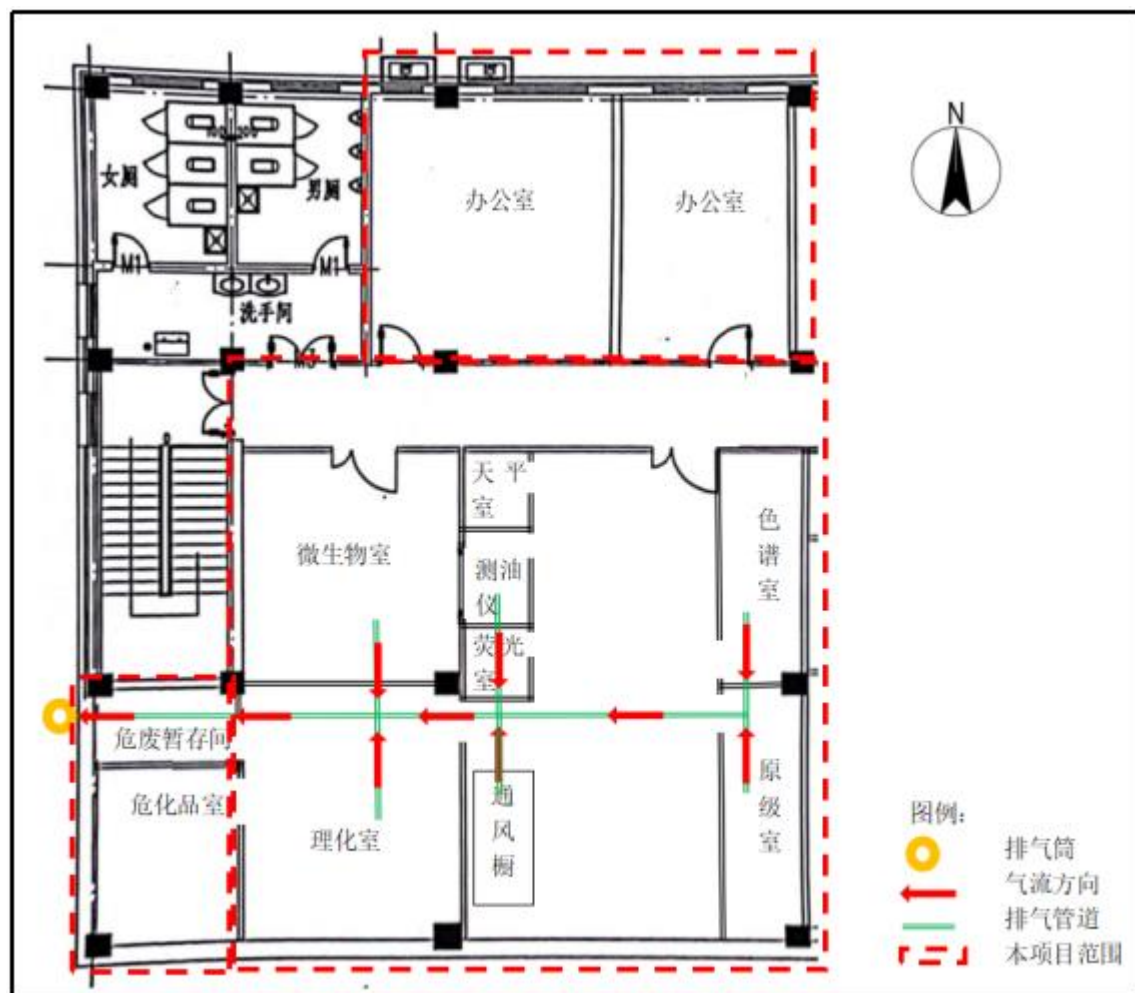 N
女厕
男厕
办公室
办公室
M1
M1
洗手间
M3
天平
室
微生物室
测油
仪
荧光
室
色
谱
室
危废暂存间
危化品室
理化室
通
风
橱
原
级
室
图例：
排气筒
气流方向
排气管道
本项目范围